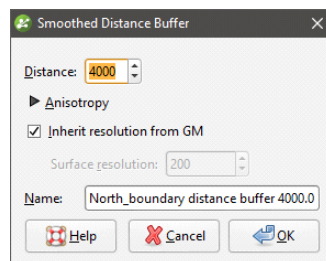 Smoothed Distance Buffer
Distance: 4000
Anisotropy
Inherit resolution from GM
Surface resolution: 200
Name: North_boundary distance buffer 4000.0
Help Cancel OK